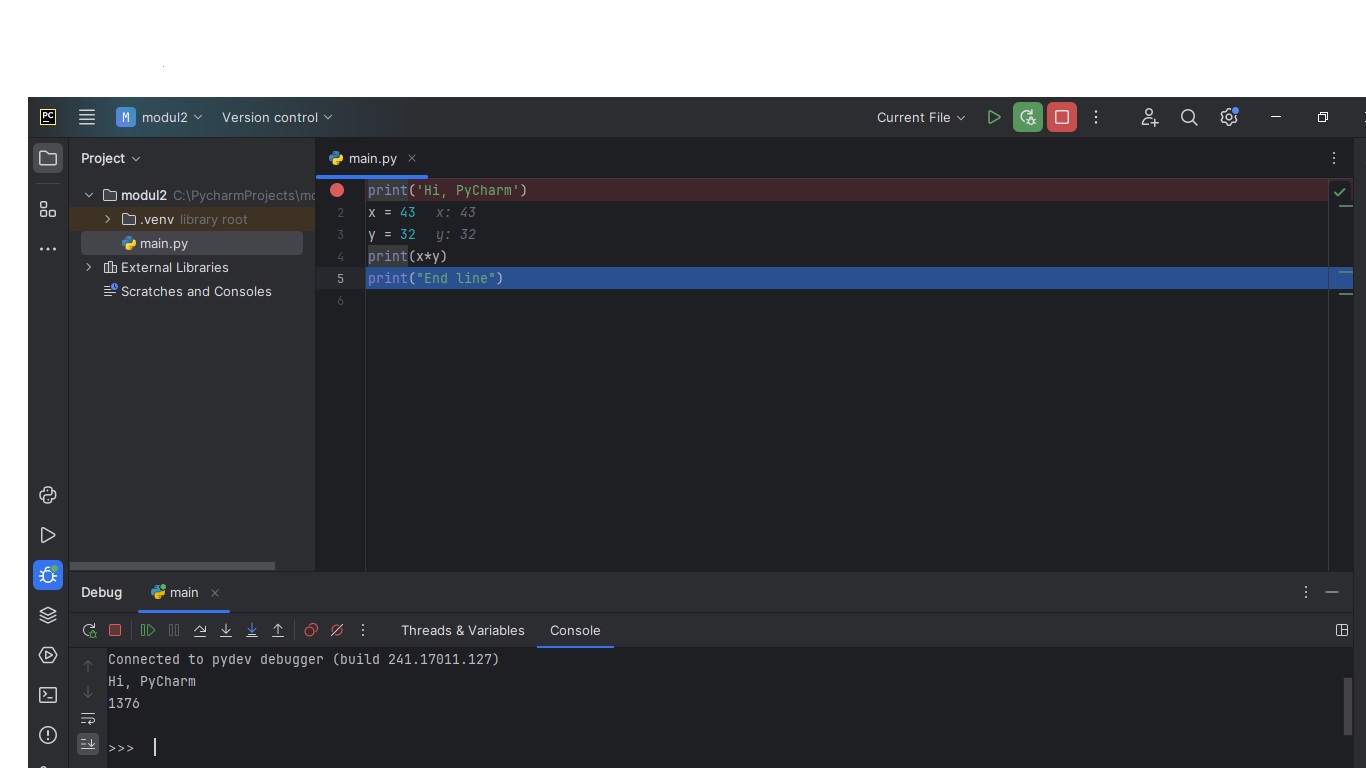 PC M modul2 Version control Current File
Project main.py
modul2 C:\PycharmProjects\mo
.venv library root
main.py
External Libraries
Scratches and Consoles
print('Hi, PyCharm')
2 x = 43 x: 43
3 y = 32 y: 32
4 print(x*y)
5 print("End line")
6
Debug main
Threads & Variables Console
Connected to pydev debugger (build 241.17011.127)
Hi, PyCharm
1376
>>>